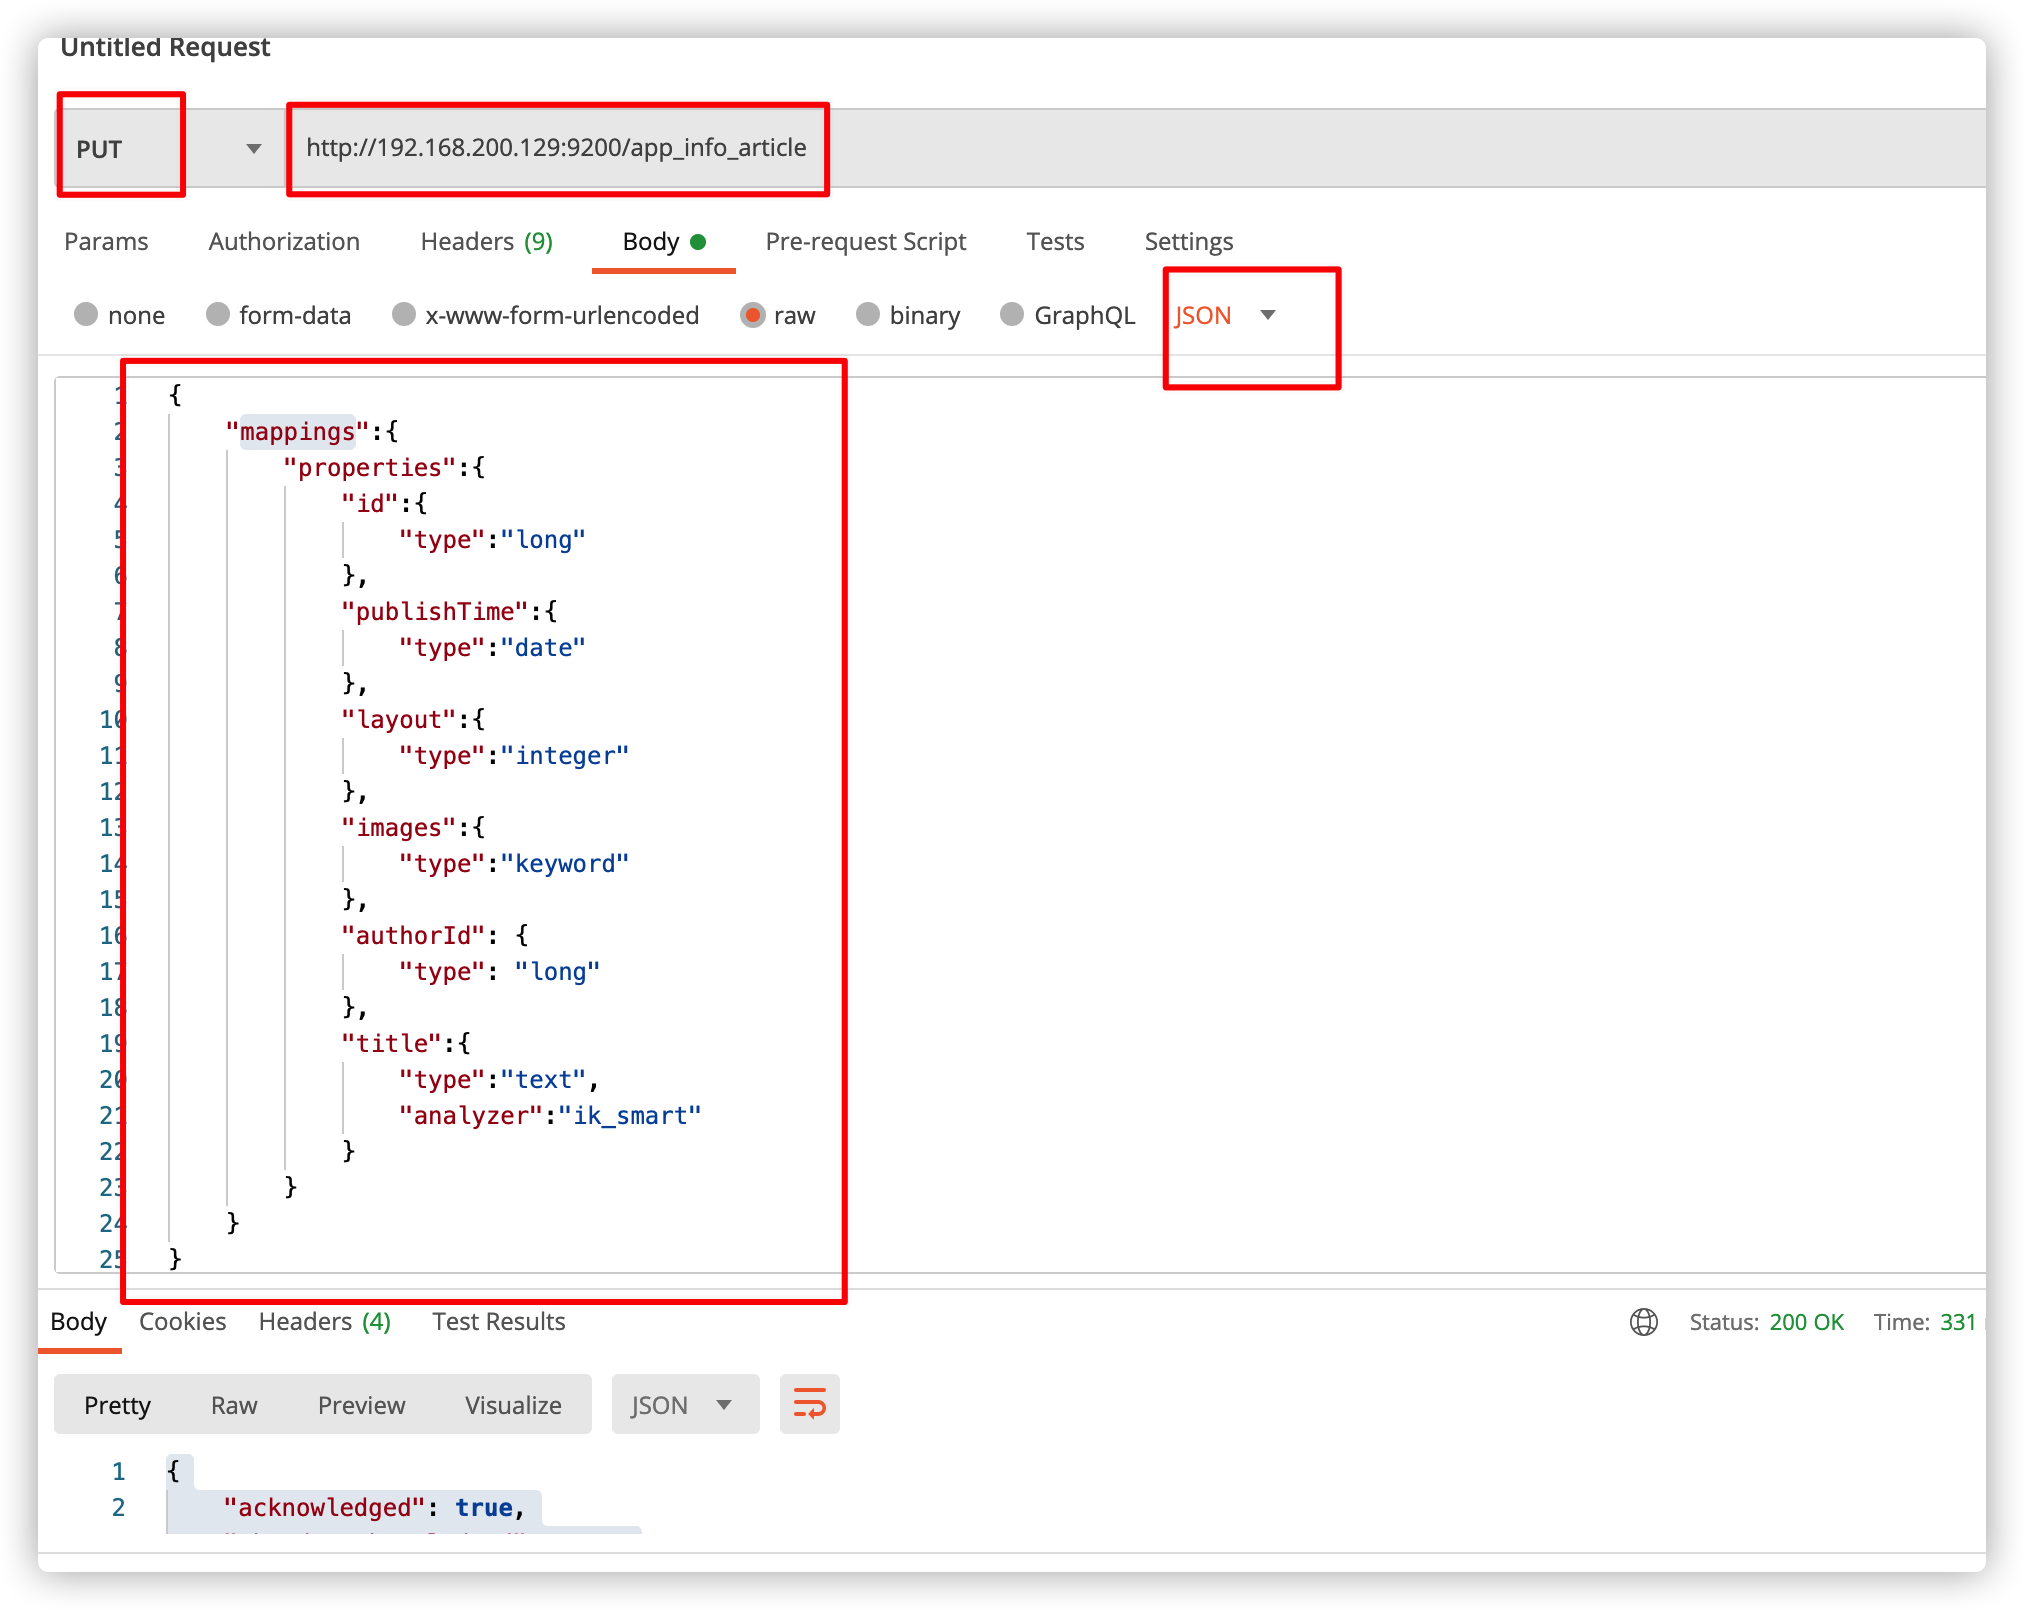 Untitled Request
PUT http://192.168.200.129:9200/app_info_article
Params Authorization Headers (9) Body Pre-request Script Tests Settings
none form-data x-www-form-urlencoded raw binary GraphQL JSON
1 {
2 "mappings":{
3 "properties":{
4 "id":{
5 "type":"long"
6 },
7 "publishTime":{
8 "type":"date"
9 },
10 "layout":{
11 "type":"integer"
12 },
13 "images":{
14 "type":"keyword"
15 },
16 "authorId": {
17 "type": "long"
18 },
19 "title":{
20 "type":"text",
21 "analyzer":"ik_smart"
22 }
23 }
24 }
25 }
Body Cookies Headers (4) Test Results Status: 200 OK Time: 331
Pretty Raw Preview Visualize JSON
1 {
2 "acknowledged": true,